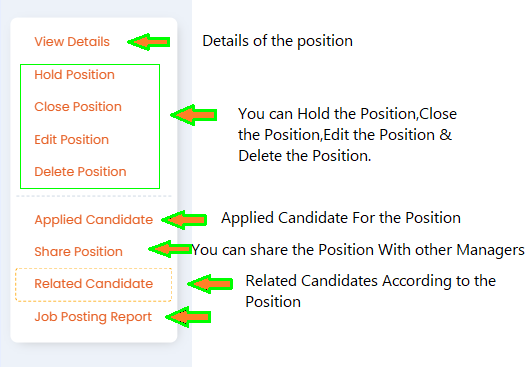 View Details
Details of the position
Hold Position
Close Position
Edit Position
Delete Position
You can Hold the Position,Close
the Position,Edit the Position &
Delete the Position.
Applied Candidate
Applied Candidate For the Position
Share Position
You can share the Position With other Managers
Related Candidate
Related Candidates According to the
Position
Job Posting Report